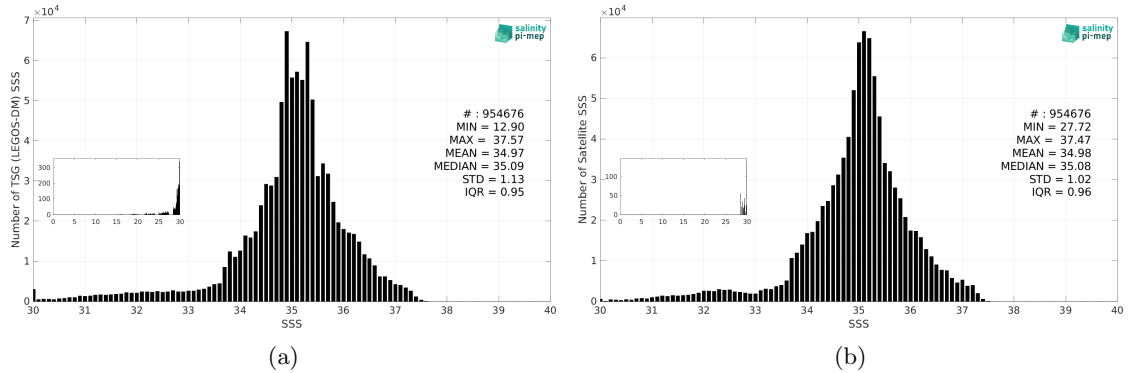 ×10⁴
7
6
5
4
3
2
1
0
Number of TSG (LEGOS-DM) SSS
salinity
pi-mep
# : 954676
MIN = 12.90
MAX = 37.57
MEAN = 34.97
MEDIAN = 35.09
STD = 1.13
IQR = 0.95
300
200
100
0
0 5 10 15 20 25 30
30 31 32 33 34 35 36 37 38 39 40
SSS
(a)
×10⁴
6
5
4
3
2
1
0
Number of Satellite SSS
salinity
pi-mep
# : 954676
MIN = 27.72
MAX = 37.47
MEAN = 34.98
MEDIAN = 35.08
STD = 1.02
IQR = 0.96
100
50
0
0 5 10 15 20 25 30
30 31 32 33 34 35 36 37 38 39 40
SSS
(b)